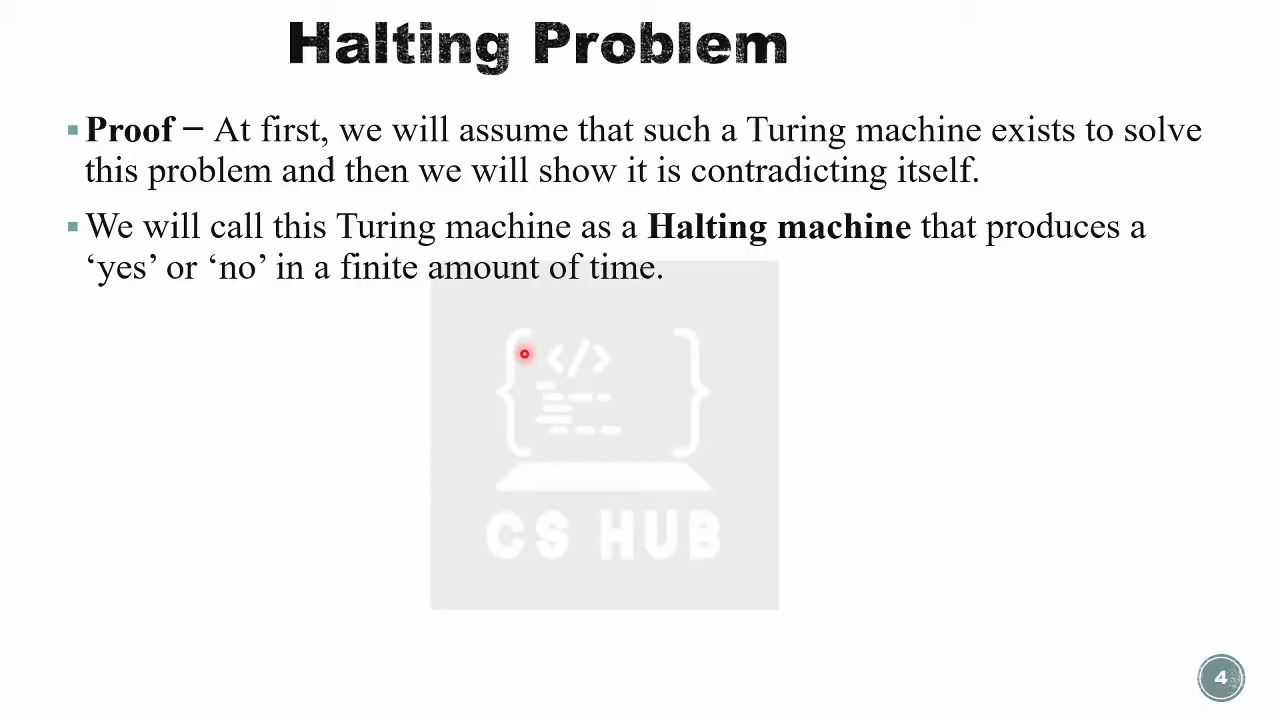 Halting Problem
Proof – At first, we will assume that such a Turing machine exists to solve
this problem and then we will show it is contradicting itself.
We will call this Turing machine as a Halting machine that produces a
‘yes’ or ‘no’ in a finite amount of time.
</>
CS HUB
4